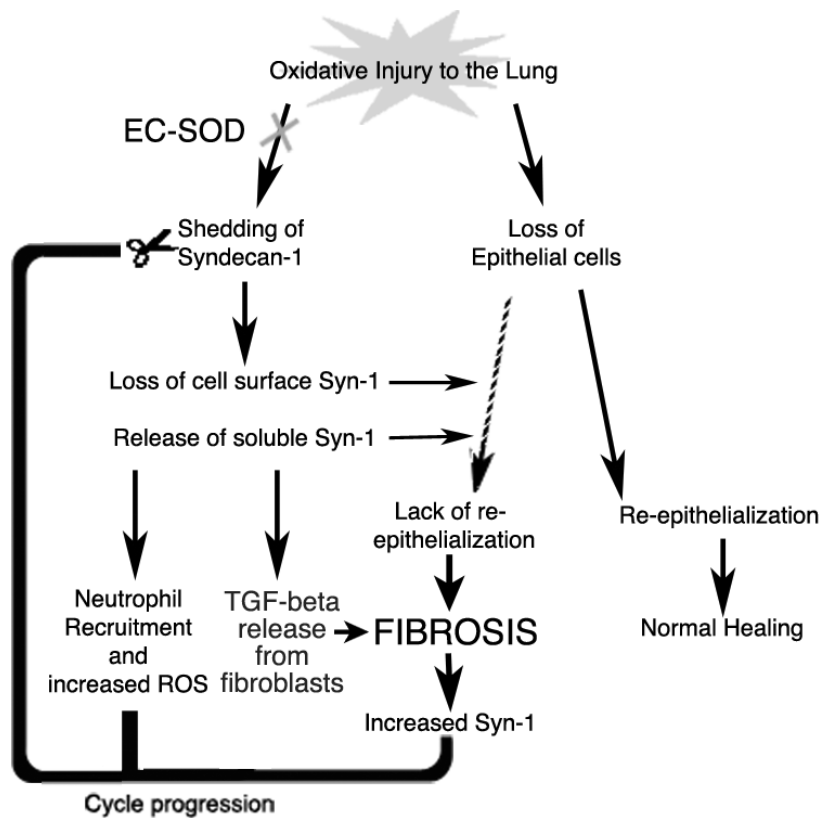 Oxidative Injury to the Lung
EC-SOD
Shedding of
Syndecan-1
Loss of
Epithelial cells
Loss of cell surface Syn-1
Release of soluble Syn-1
Lack of re-
epithelialization
Re-epithelialization
Neutrophil
Recruitment
and
increased ROS
TGF-beta
release
from
fibroblasts
FIBROSIS
Normal Healing
Increased Syn-1
Cycle progression